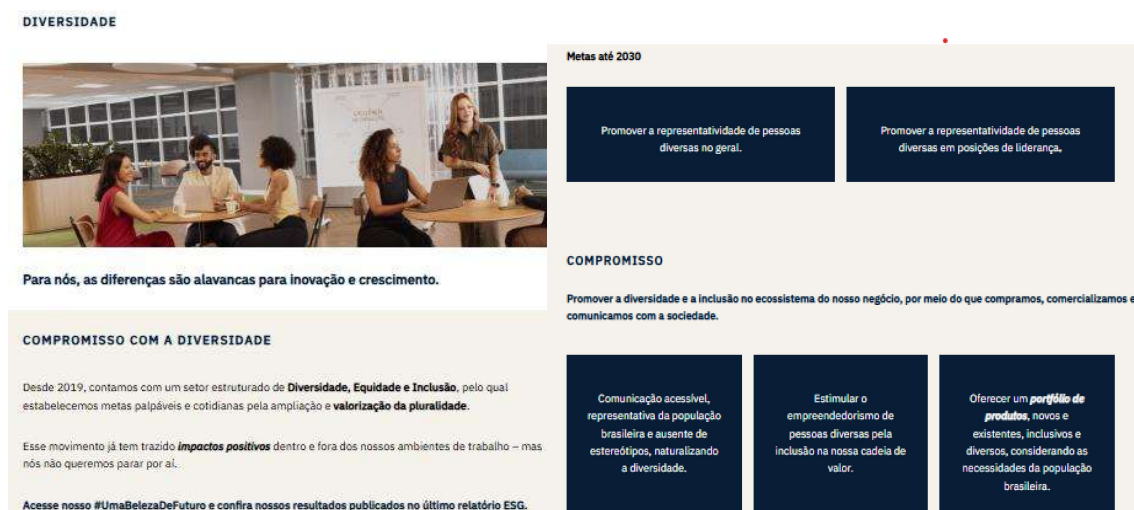 DIVERSIDADE
Para nós, as diferenças são alavancas para inovação e crescimento.
COMPROMISSO COM A DIVERSIDADE
Desde 2019, contamos com um setor estruturado de Diversidade, Equidade e Inclusão, pelo qual
estabelecemos metas palpáveis e cotidianas pela ampliação e valorização da pluralidade.
Esse movimento já tem trazido impactos positivos dentro e fora dos nossos ambientes de trabalho – mas
nós não queremos parar por aí.
Acesse nosso #UmaBelezaDeFuturo e confira nossos resultados publicados no último relatório ESG.
Metas até 2030
Promover a representatividade de pessoas
diversas no geral.
Promover a representatividade de pessoas
diversas em posições de liderança.
COMPROMISSO
Promover a diversidade e a inclusão no ecossistema do nosso negócio, por meio do que compramos, comercializamos e
comunicamos com a sociedade.
Comunicação acessível,
representativa da população
brasileira e ausente de
estereótipos, naturalizando
a diversidade.
Estimular o
empreendedorismo de
pessoas diversas pela
inclusão na nossa cadeia de
valor.
Oferecer um portfólio de
produtos, novos e
existentes, inclusivos e
diversos, considerando as
necessidades da população
brasileira.